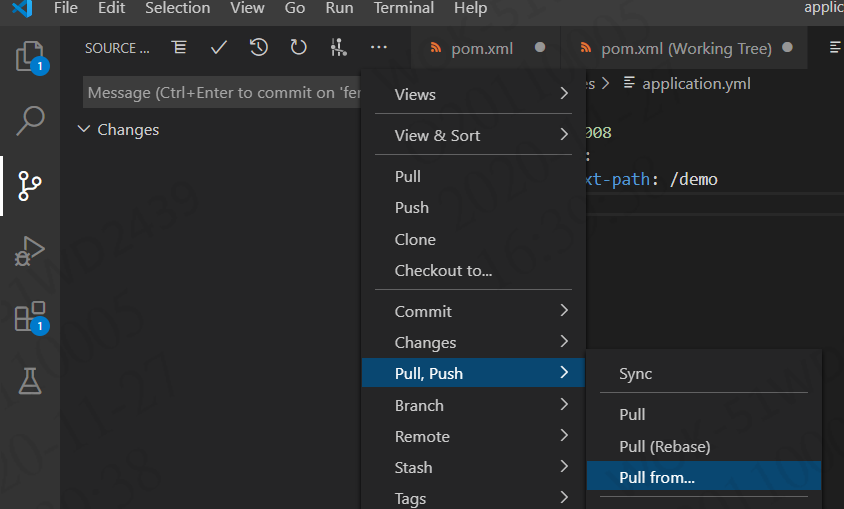 File Edit Selection View Go Run Terminal Help applic
SOURCE ... ... pom.xml pom.xml (Working Tree)
1
Message (Ctrl+Enter to commit on 'fer
es > application.yml
Changes
Views
008
:
View & Sort
xt-path: /demo
Pull
Push
Clone
Checkout to...
Commit
1
Changes
Pull, Push
Sync
Branch
Pull
Remote
Pull (Rebase)
Stash
Pull from...
Tags